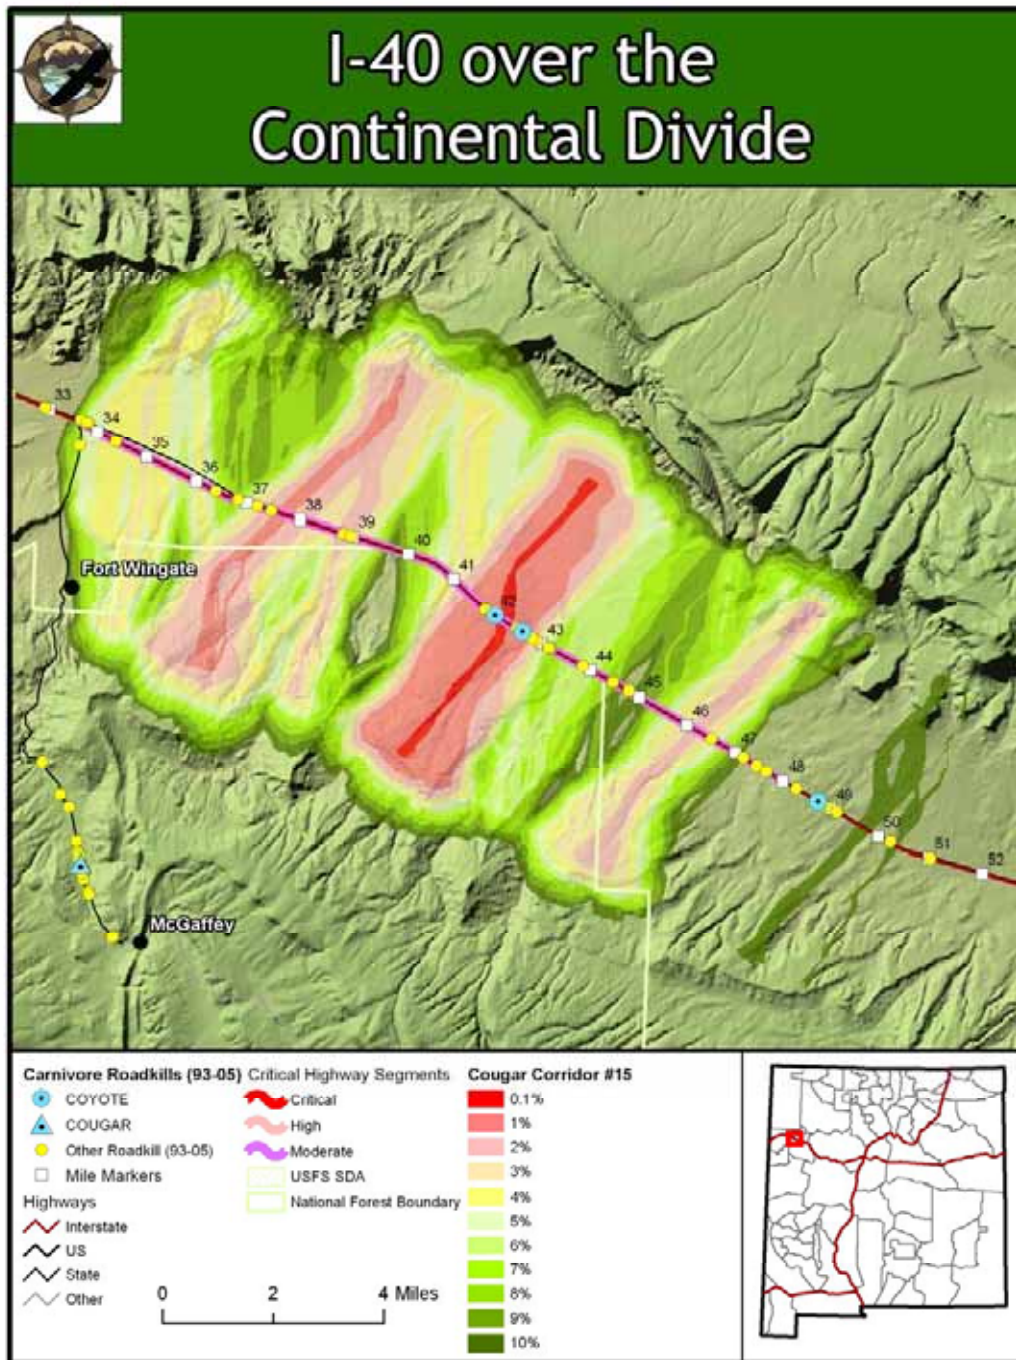 I-40 over the
Continental Divide
33
34
35
36
37
38
39
40
41
42
43
44
45
46
47
48
49
50
51
52
Fort Wingate
McGaffey
Carnivore Roadkills (93-05)
COYOTE
COUGAR
Other Roadkill (93-05)
Mile Markers
Highways
Interstate
US
State
Other
Critical Highway Segments
Critical
High
Moderate
USFS SDA
National Forest Boundary
0 2 4 Miles
Cougar Corridor #15
0.1%
1%
2%
3%
4%
5%
6%
7%
8%
9%
10%